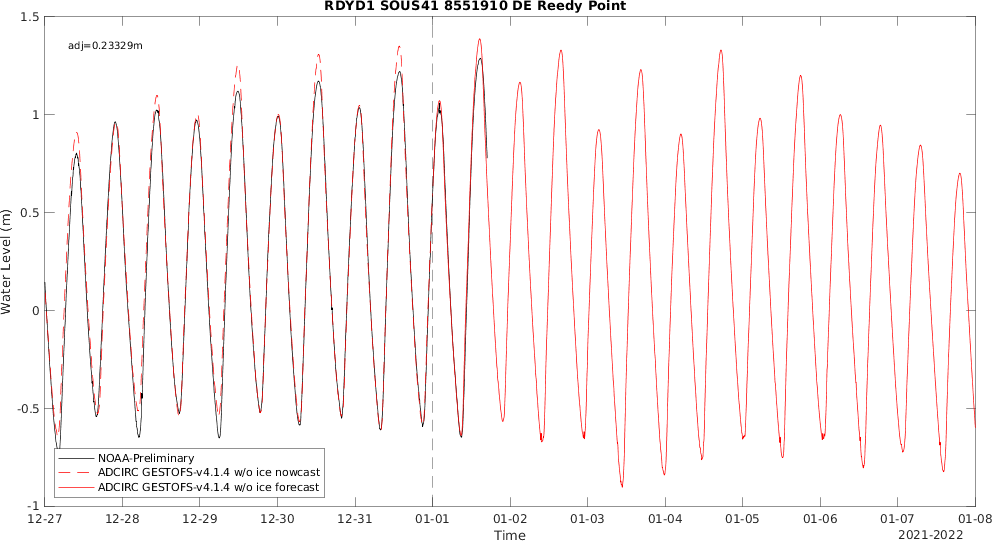 RDYD1 SOUS41 8551910 DE Reedy Point
adj=0.23329m
Water Level (m)
1.5
1
0.5
0
-0.5
-1
NOAA-Preliminary
ADCIRC GESTOFS-v4.1.4 w/o ice nowcast
ADCIRC GESTOFS-v4.1.4 w/o ice forecast
12-27 12-28 12-29 12-30 12-31 01-01 01-02 01-03 01-04 01-05 01-06 01-07 01-08
Time
2021-2022